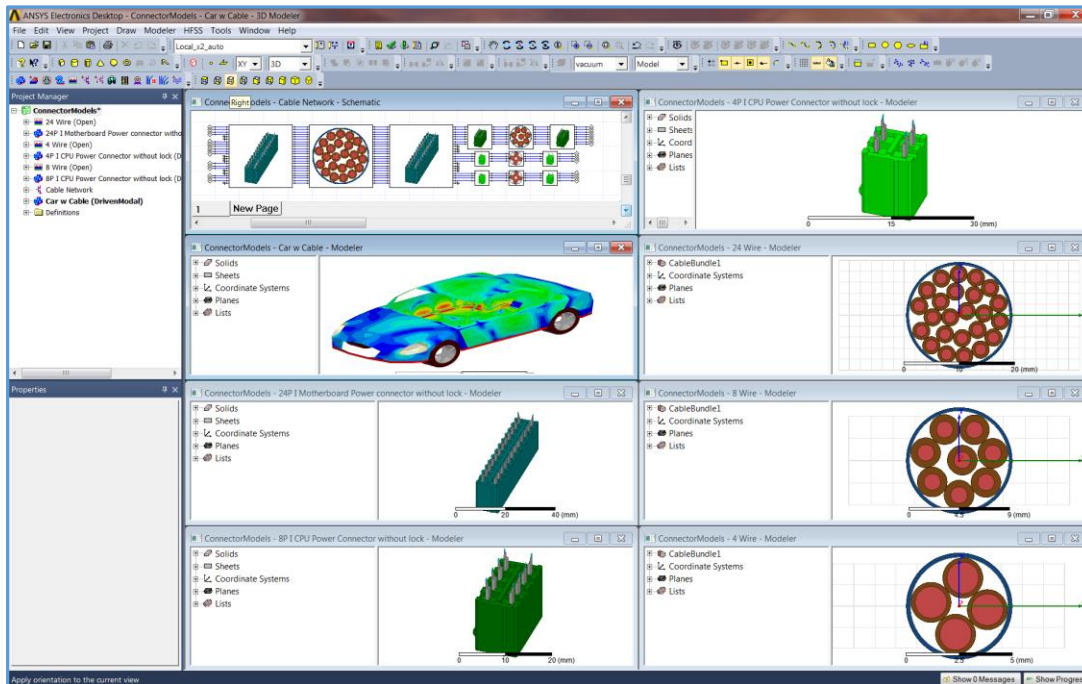 ANSYS Electronics Desktop - ConnectorModels - Car w Cable - 3D Modeler
File Edit View Project Draw Modeler HFSS Tools Window Help
Local_s2_auto
XY 3D vacuum Model
Project Manager
ConnectorModels*
24 Wire (Open)
24P I Motherboard Power connector witho
4 Wire (Open)
4P I CPU Power Connector without lock (D
8 Wire (Open)
8P I CPU Power Connector without lock (D
Cable Network
Car w Cable (DrivenModal)
Definitions
Properties
Right
odels - Cable Network - Schematic
1 New Page
ConnectorModels - 4P I CPU Power Connector without lock - Modeler
Solids
Sheets
Coord
Planes
Lists
0 15 30 (mm)
ConnectorModels - Car w Cable - Modeler
Solids
Sheets
Coordinate Systems
Planes
Lists
ConnectorModels - 24 Wire - Modeler
CableBundle1
Coordinate Systems
Planes
Lists
0 10 20 (mm)
ConnectorModels - 24P I Motherboard Power connector without lock - Modeler
Solids
Sheets
Coordinate Systems
Planes
Lists
0 20 40 (mm)
ConnectorModels - 8 Wire - Modeler
CableBundle1
Coordinate Systems
Planes
Lists
0 4.5 9 (mm)
ConnectorModels - 8P I CPU Power Connector without lock - Modeler
Solids
Sheets
Coordinate Systems
Planes
Lists
0 10 20 (mm)
ConnectorModels - 4 Wire - Modeler
CableBundle1
Coordinate Systems
Planes
Lists
0 2.5 5 (mm)
Apply orientation to the current view
Show 0 Messages
Show Progres